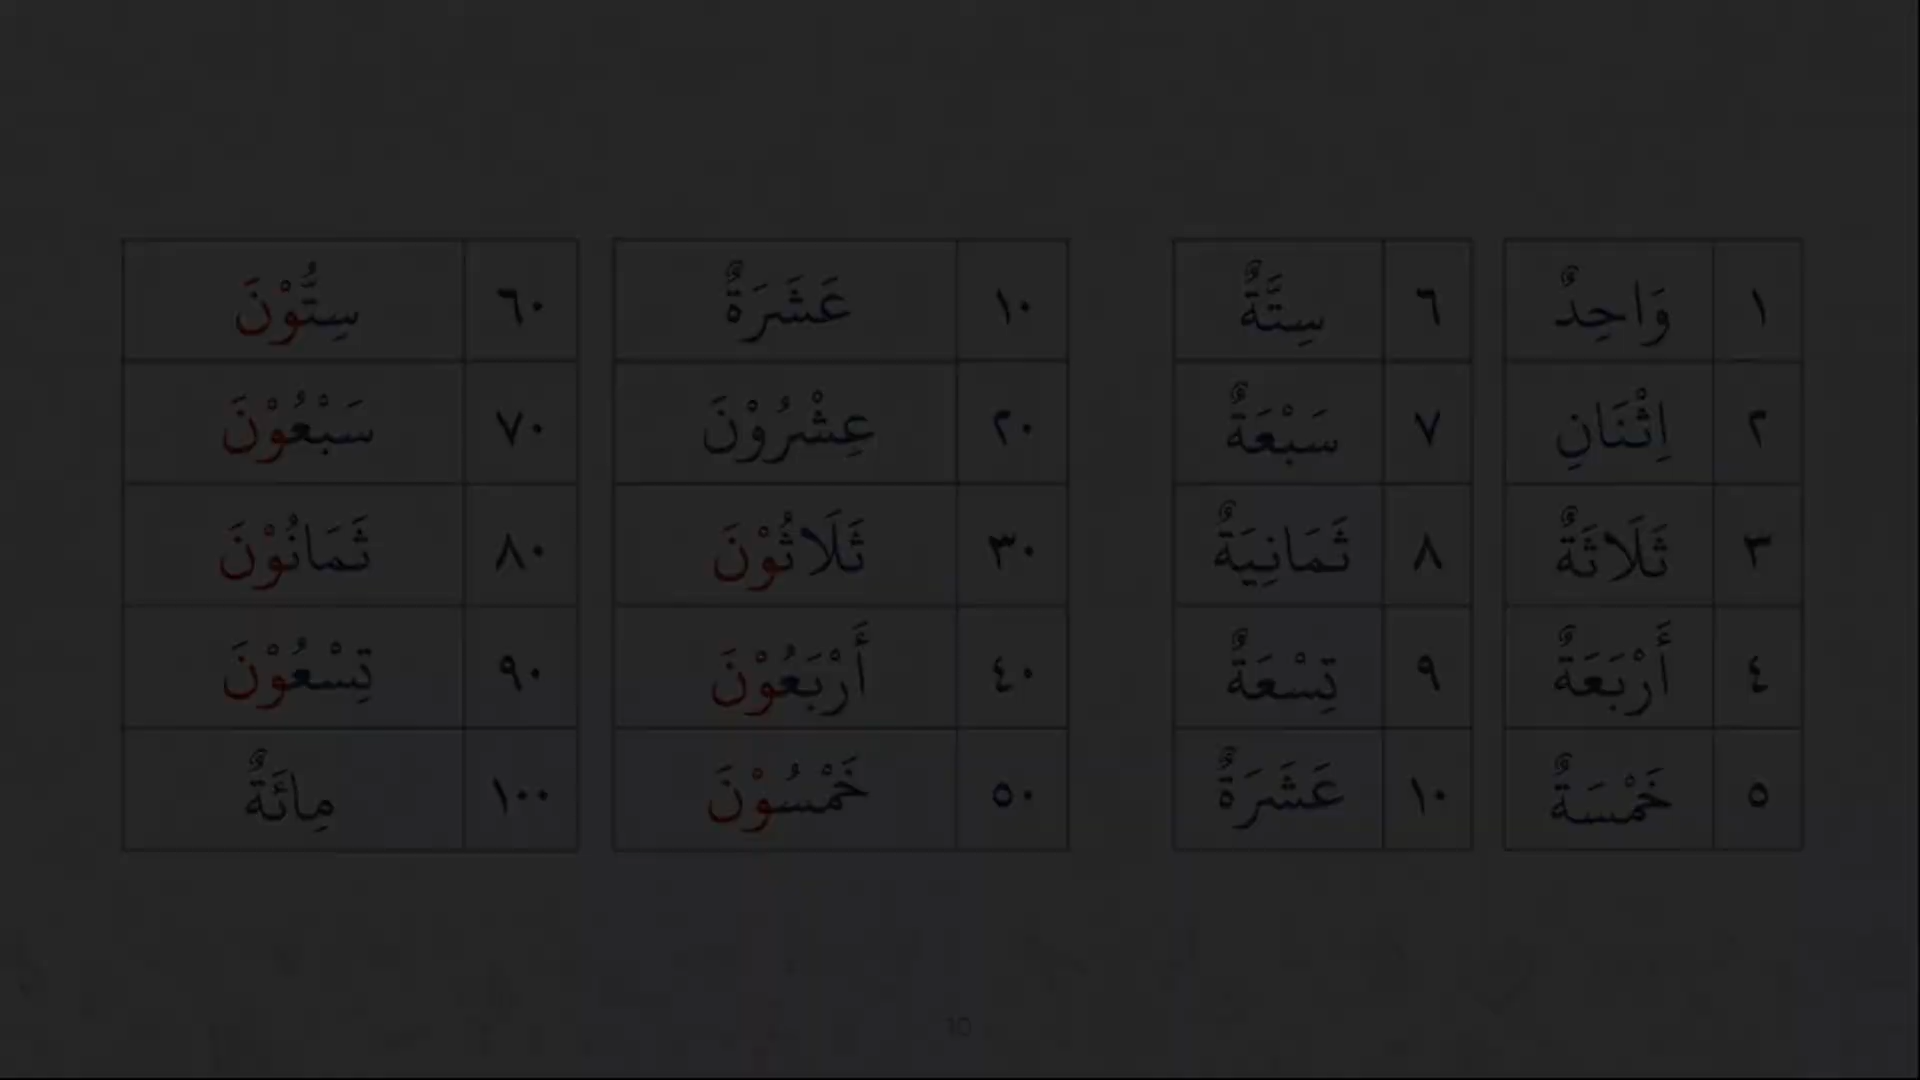 ١ وَاحِدٌ ٦ سِتَّةٌ ١٠ عَشَرَةٌ ٦٠ سِتُّوْنَ
٢ اِثْنَانِ ٧ سَبْعَةٌ ٢٠ عِشْرُوْنَ ٧٠ سَبْعُوْنَ
٣ ثَلَاثَةٌ ٨ ثَمَانِيَةٌ ٣٠ ثَلَاثُوْنَ ٨٠ ثَمَانُوْنَ
٤ أَرْبَعَةٌ ٩ تِسْعَةٌ ٤٠ أَرْبَعُوْنَ ٩٠ تِسْعُوْنَ
٥ خَمْسَةٌ ١٠ عَشَرَةٌ ٥٠ خَمْسُوْنَ ١٠٠ مِائَةٌ
10